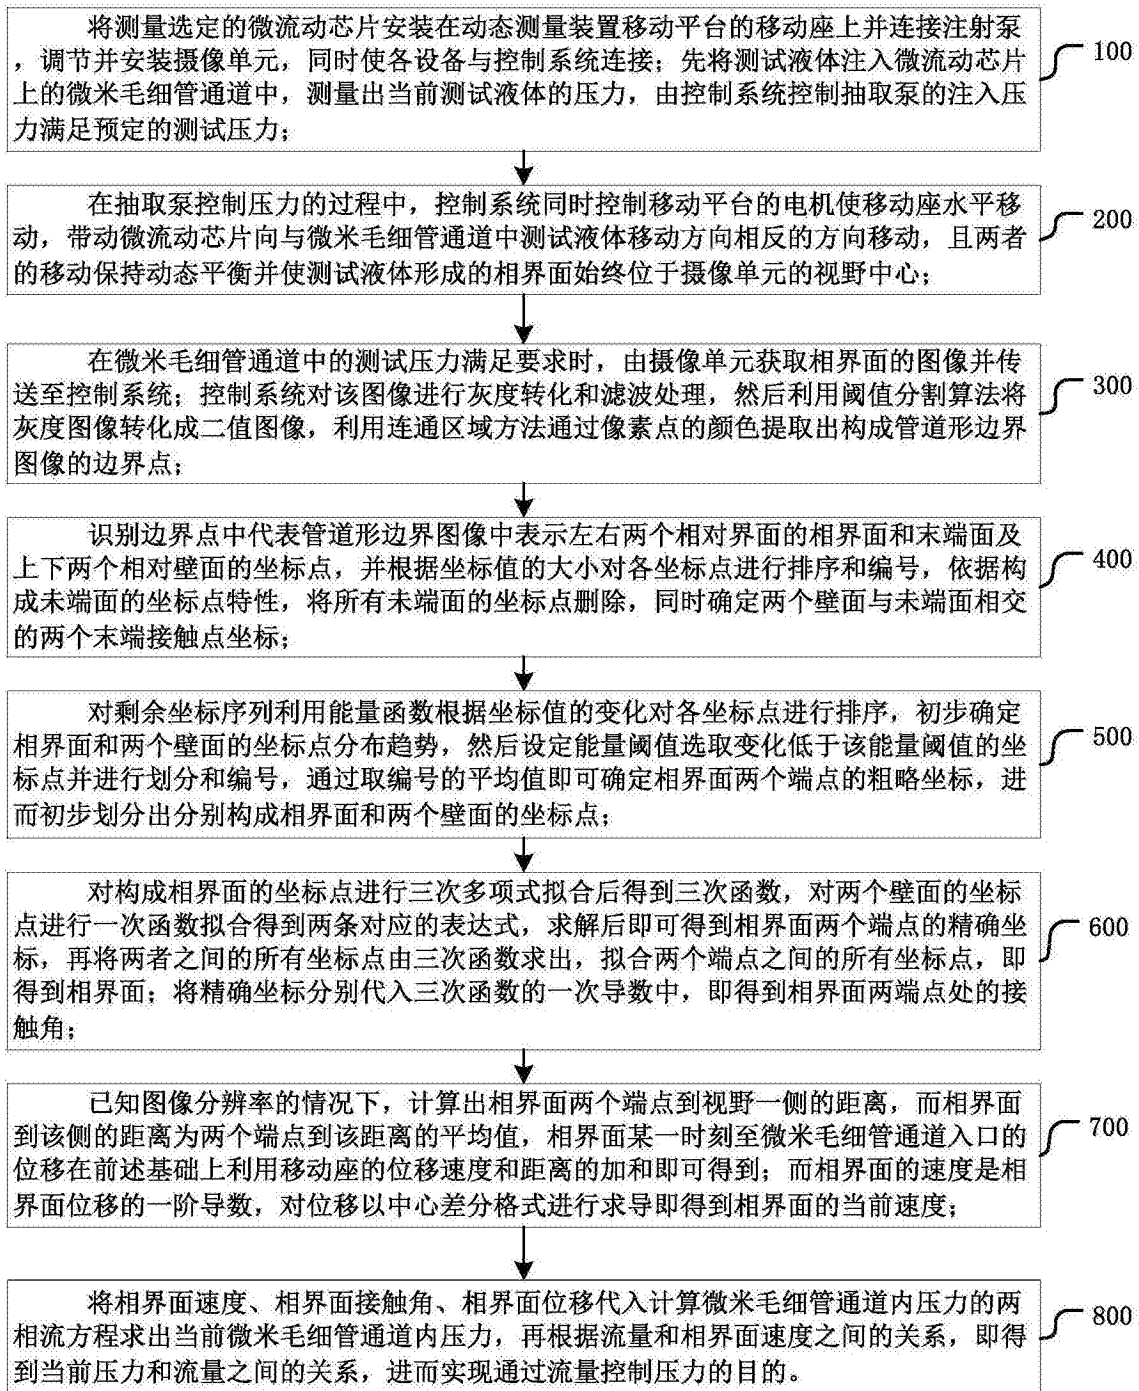 将测量选定的微流动芯片安装在动态测量装置移动平台的移动座上并连接注射泵
，调节并安装摄像单元，同时使各设备与控制系统连接；先将测试液体注入微流动芯片
上的微米毛细管通道中，测量出当前测试液体的压力，由控制系统控制抽取泵的注入压
力满足预定的测试压力；
100
在抽取泵控制压力的过程中，控制系统同时控制移动平台的电机使移动座水平移
动，带动微流动芯片向与微米毛细管通道中测试液体移动方向相反的方向移动，且两者
的移动保持动态平衡并使测试液体形成的相界面始终位于摄像单元的视野中心；
200
在微米毛细管通道中的测试压力满足要求时，由摄像单元获取相界面的图像并传
送至控制系统；控制系统对该图像进行灰度转化和滤波处理，然后利用阈值分割算法将
灰度图像转化成二值图像，利用连通区域方法通过像素点的颜色提取出构成管道形边界
图像的边界点；
300
识别边界点中代表管道形边界图像中表示左右两个相对界面的相界面和末端面及
上下两个相对壁面的坐标点，并根据坐标值的大小对各坐标点进行排序和编号，依据构
成末端面的坐标点特性，将所有末端面的坐标点删除，同时确定两个壁面与末端面相交
的两个末端接触点坐标；
400
对剩余坐标序列利用能量函数根据坐标值的变化对各坐标点进行排序，初步确定
相界面和两个壁面的坐标点分布趋势，然后设定能量阈值选取变化低于该能量阈值的坐
标点并进行划分和编号，通过取编号的平均值即可确定相界面两个端点的粗略坐标，进
而初步划分出分别构成相界面和两个壁面的坐标点；
500
对构成相界面的坐标点进行三次多项式拟合后得到三次函数，对两个壁面的坐标
点进行一次函数拟合得到两条对应的表达式，求解后即可得到相界面两个端点的精确坐
标，再将两者之间的所有坐标点由三次函数求出，拟合两个端点之间的所有坐标点，即
得到相界面；将精确坐标分别代入三次函数的一次导数中，即得到相界面两端点处的接
触角；
600
已知图像分辨率的情况下，计算出相界面两个端点到视野一侧的距离，而相界面
到该侧的距离为两个端点到该距离的平均值，相界面某一时刻至微米毛细管通道入口的
位移在前述基础上利用移动座的位移速度和距离的加和即可得到；而相界面的速度是相
界面位移的一阶导数，对位移以中心差分格式进行求导即得到相界面的当前速度；
700
将相界面速度、相界面接触角、相界面位移代入计算微米毛细管通道内压力的两
相流方程求出当前微米毛细管通道内压力，再根据流量和相界面速度之间的关系，即得
到当前压力和流量之间的关系，进而实现通过流量控制压力的目的。
800